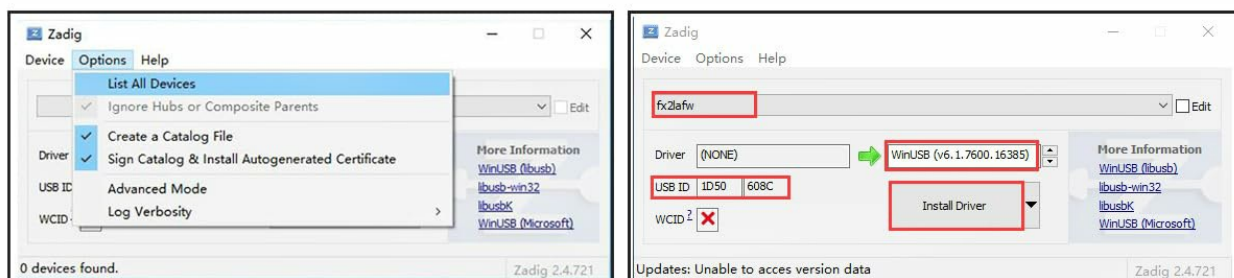 Zadig
Device Options Help
List All Devices
Ignore Hubs or Composite Parents
Edit
Create a Catalog File
Driver
Sign Catalog & Install Autogenerated Certificate
USB ID
Advanced Mode
WCID
Log Verbosity
More Information
WinUSB (libusb)
libusb-win32
libusbK
WinUSB (Microsoft)
0 devices found.
Zadig 2.4.721
Zadig
Device Options Help
fx2lafw
Edit
Driver (NONE) WinUSB (v6.1.7600.16385)
USB ID 1D50 608C
WCID ?
Install Driver
More Information
WinUSB (libusb)
libusb-win32
libusbK
WinUSB (Microsoft)
Updates: Unable to acces version data
Zadig 2.4.721